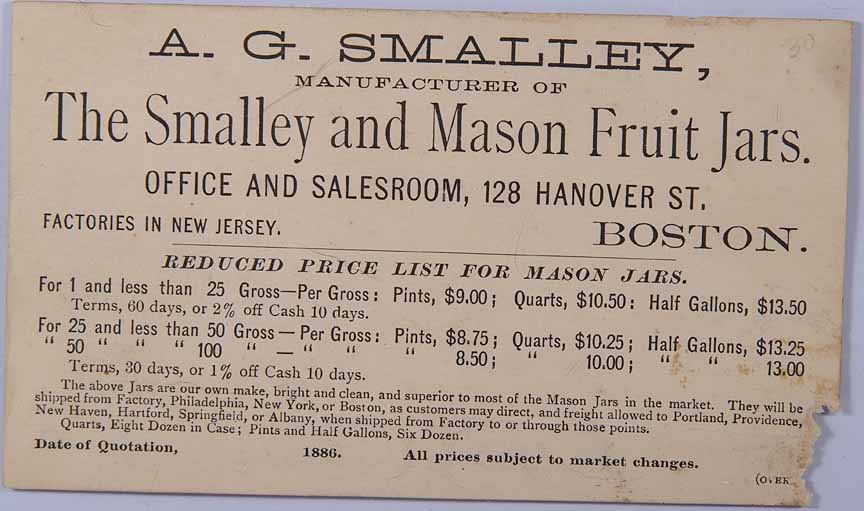 A. G. SMALLEY,
MANUFACTURER OF
The Smalley and Mason Fruit Jars.
OFFICE AND SALESROOM, 128 HANOVER ST.
FACTORIES IN NEW JERSEY. BOSTON.
REDUCED PRICE LIST FOR MASON JARS.
For 1 and less than 25 Gross—Per Gross: Pints, $9.00; Quarts, $10.50: Half Gallons, $13.50
Terms, 60 days, or 2% off Cash 10 days.
For 25 and less than 50 Gross—Per Gross: Pints, $8.75; Quarts, $10.25; Half Gallons, $13.25
" 50 " " " 100 " — " " " 8.50; " 10.00; " " 13.00
Terms, 30 days, or 1% off Cash 10 days.
The above Jars are our own make, bright and clean, and superior to most of the Mason Jars in the market. They will be
shipped from Factory, Philadelphia, New York, or Boston, as customers may direct, and freight allowed to Portland, Providence,
New Haven, Hartford, Springfield, or Albany, when shipped from Factory to or through those points.
Quarts, Eight Dozen in Case; Pints and Half Gallons, Six Dozen.
Date of Quotation, 1886. All prices subject to market changes.
(OVER